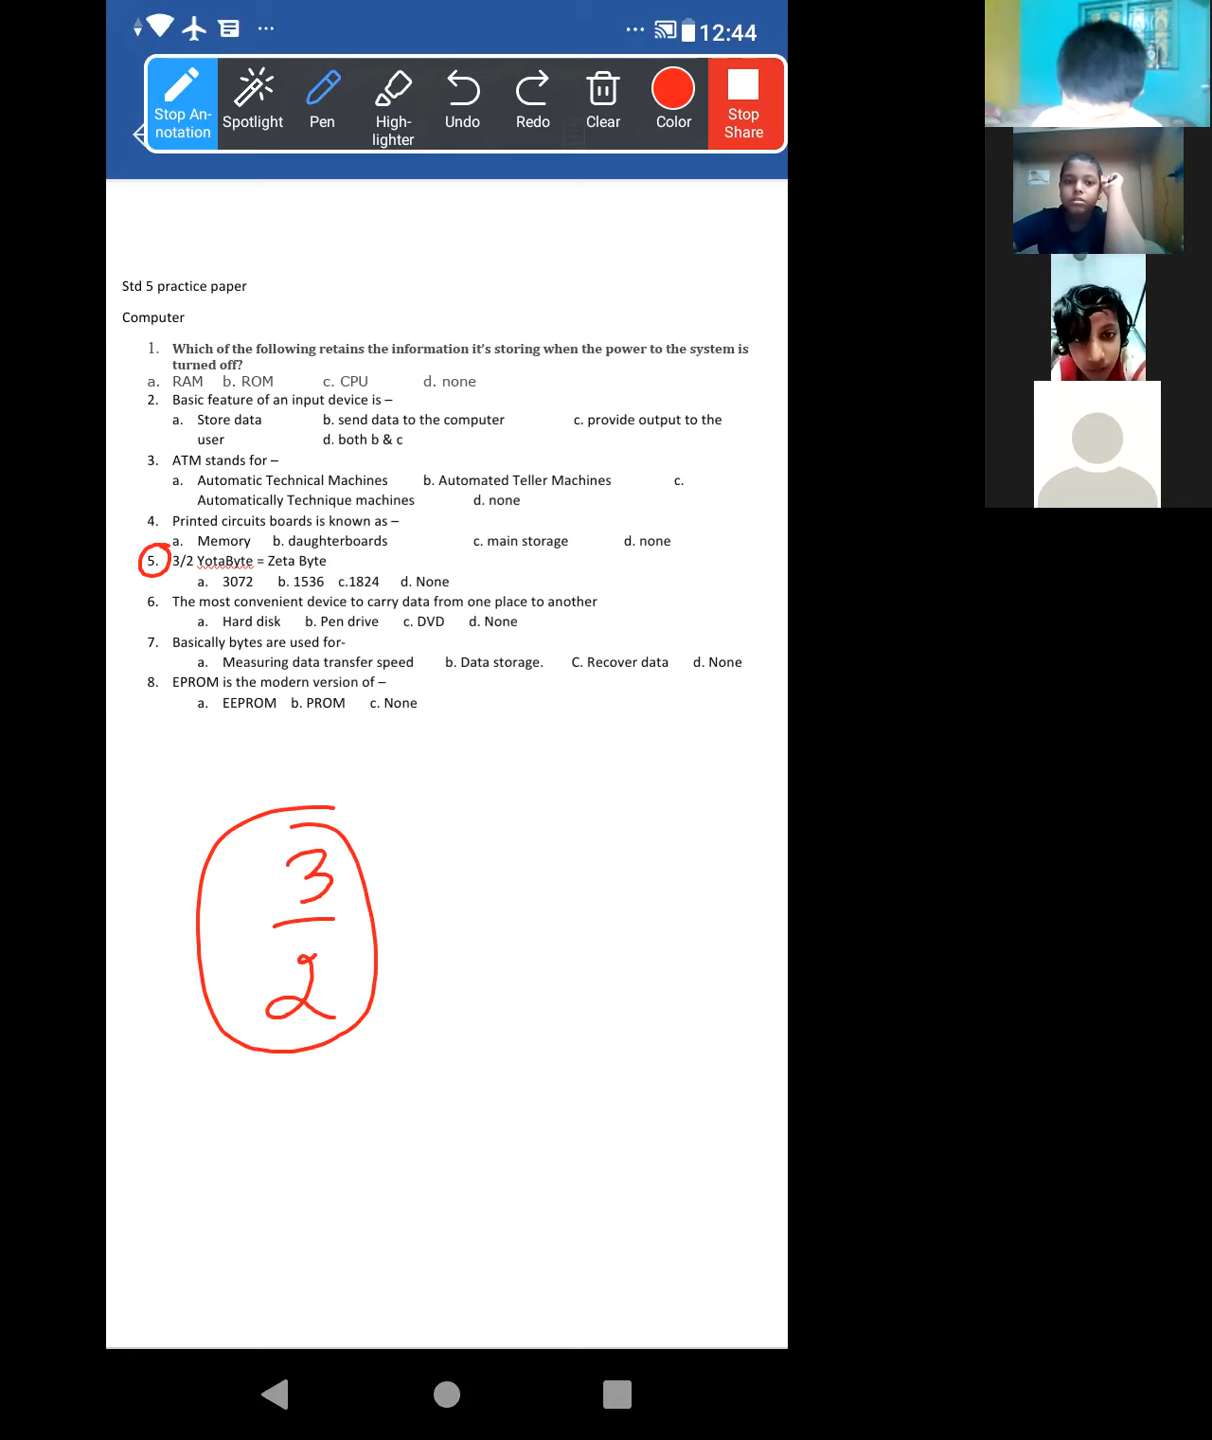 12:44
Stop An-
notation
Spotlight
Pen
High-
lighter
Undo
Redo
Clear
Color
Stop
Share
Std 5 practice paper
Computer
1. Which of the following retains the information it's storing when the power to the system is
turned off?
a. RAM b. ROM c. CPU d. none
2. Basic feature of an input device is –
a. Store data b. send data to the computer c. provide output to the
user d. both b & c
3. ATM stands for –
a. Automatic Technical Machines b. Automated Teller Machines c.
Automatically Technique machines d. none
4. Printed circuits boards is known as –
a. Memory b. daughterboards c. main storage d. none
5. 3/2 YotaByte = Zeta Byte
a. 3072 b. 1536 c.1824 d. None
6. The most convenient device to carry data from one place to another
a. Hard disk b. Pen drive c. DVD d. None
7. Basically bytes are used for-
a. Measuring data transfer speed b. Data storage. C. Recover data d. None
8. EPROM is the modern version of –
a. EEPROM b. PROM c. None
3
2